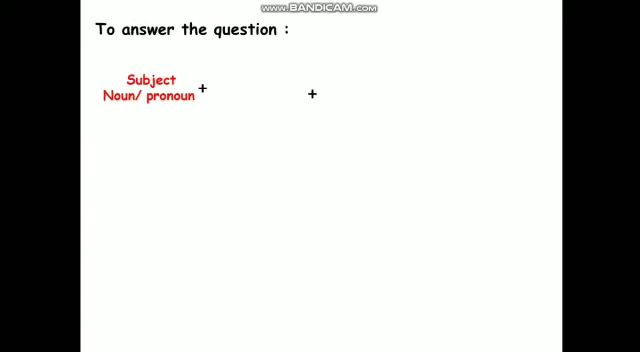 www.BANDICAM.com
To answer the question :
Subject
Noun/ pronoun + +